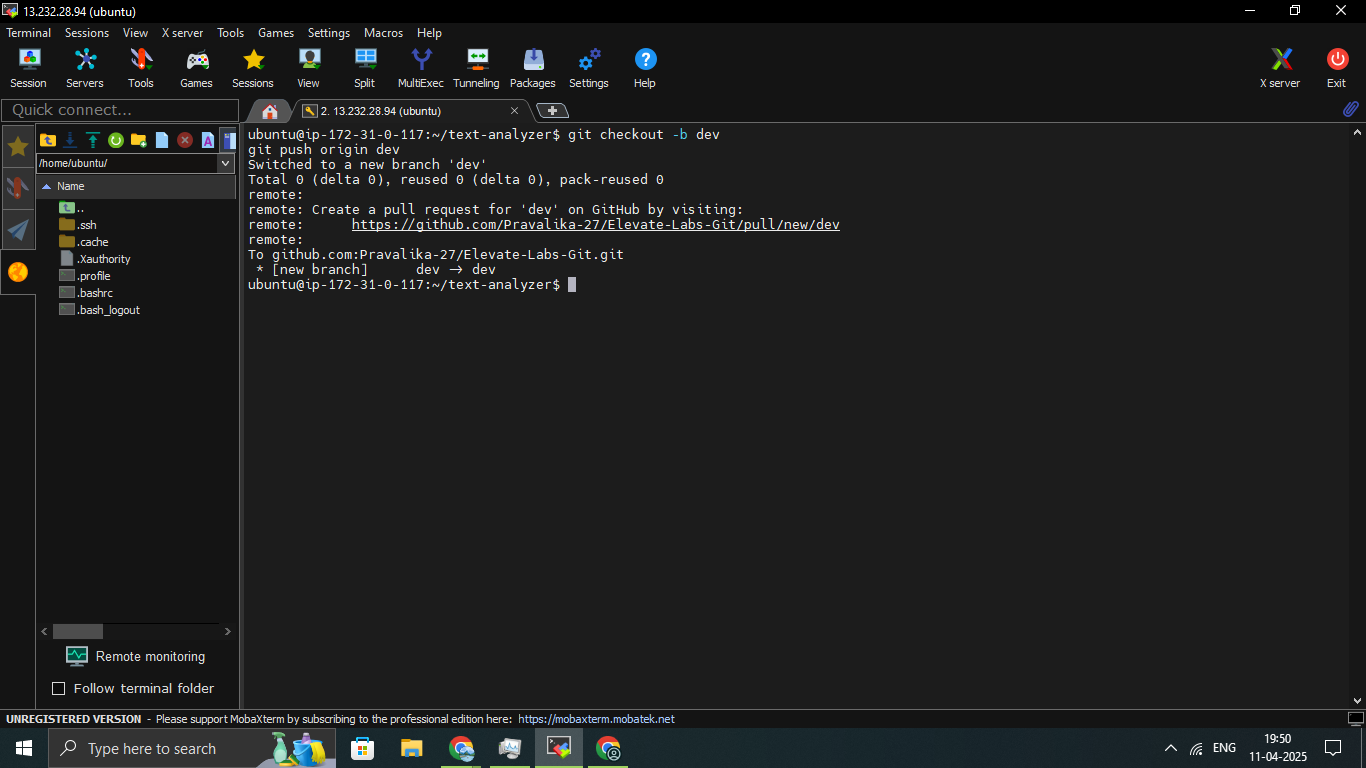 13.232.28.94 (ubuntu)
Terminal Sessions View X server Tools Games Settings Macros Help
Session Servers Tools Games Sessions View Split MultiExec Tunneling Packages Settings Help X server Exit
Quick connect...
2. 13.232.28.94 (ubuntu)
/home/ubuntu/
Name
..
.ssh
.cache
.Xauthority
.profile
.bashrc
.bash_logout
Remote monitoring
Follow terminal folder
ubuntu@ip-172-31-0-117:~/text-analyzer$ git checkout -b dev
git push origin dev
Switched to a new branch 'dev'
Total 0 (delta 0), reused 0 (delta 0), pack-reused 0
remote:
remote: Create a pull request for 'dev' on GitHub by visiting:
remote:      https://github.com/Pravalika-27/Elevate-Labs-Git/pull/new/dev
remote:
To github.com:Pravalika-27/Elevate-Labs-Git.git
 * [new branch]      dev -> dev
ubuntu@ip-172-31-0-117:~/text-analyzer$
UNREGISTERED VERSION - Please support MobaXterm by subscribing to the professional edition here: https://mobaxterm.mobatek.net
Type here to search
ENG
19:50
11-04-2025